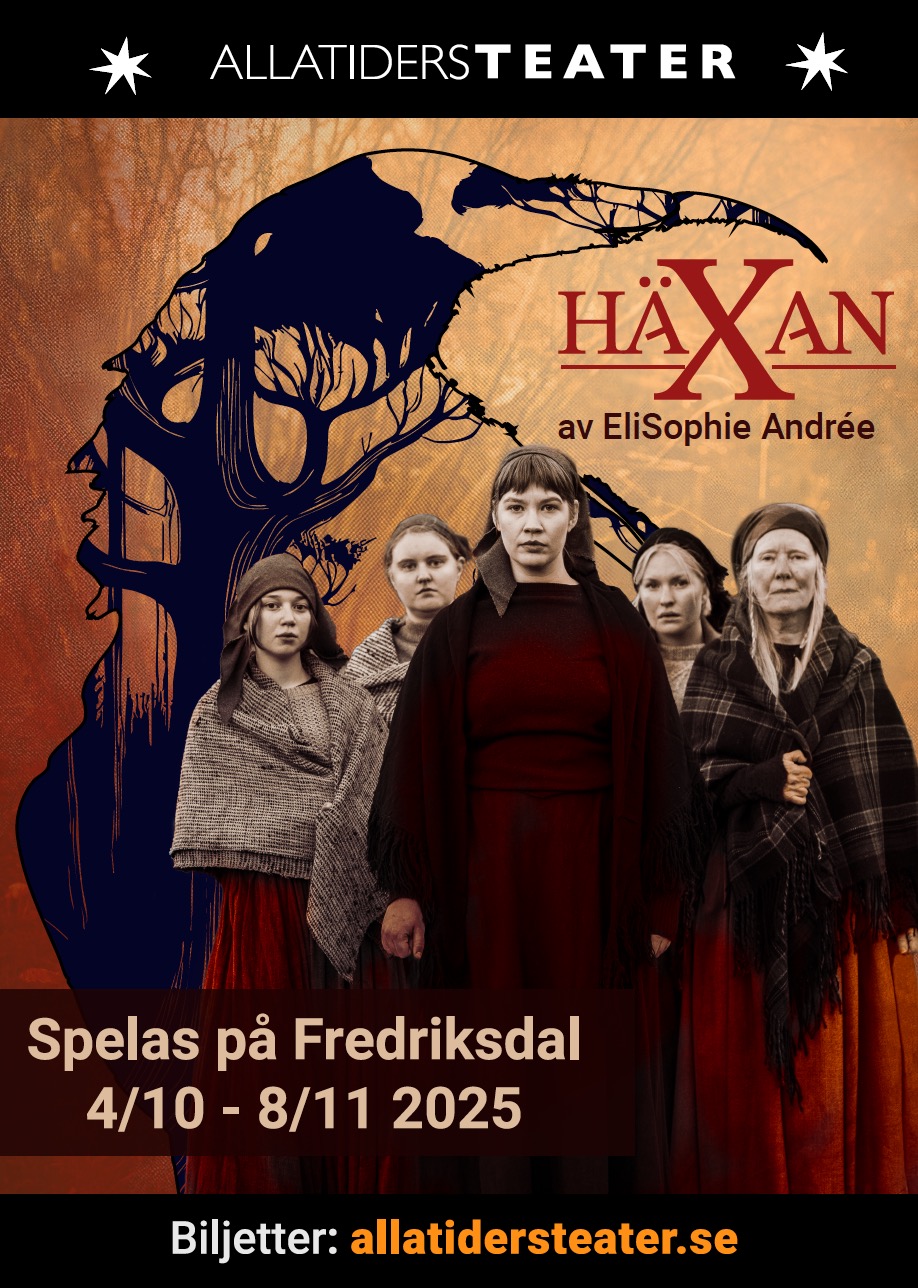 ALLATIDERSTEATER
HÄXAN
av EliSophie Andrée
Spelas på Fredriksdal
4/10 - 8/11 2025
Biljetter: allatidersteater.se